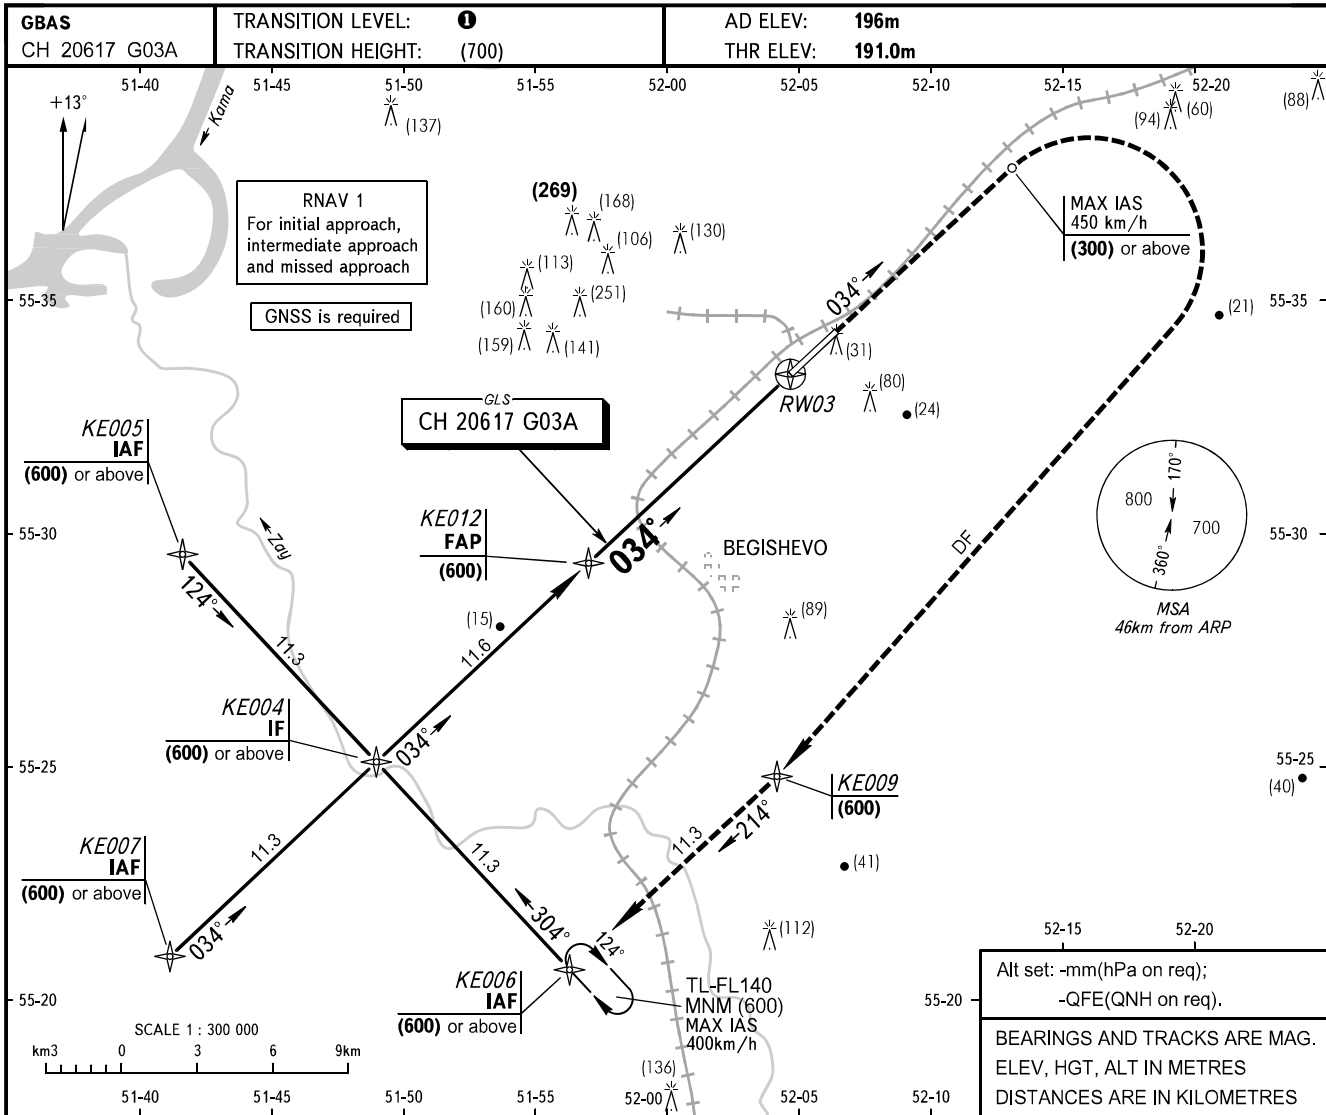 GBAS
CH 20617 G03A
TRANSITION LEVEL: 1
TRANSITION HEIGHT: (700)
AD ELEV: 196m
THR ELEV: 191.0m
51-40
51-45
51-50
51-55
52-00
52-05
52-10
52-15
52-20
+13°
Kama
(137)
(94)
(60)
(88)
RNAV 1
For initial approach,
intermediate approach
and missed approach
GNSS is required
(269)
(168)
(106)
(130)
(113)
(160)
(251)
(159)
(141)
MAX IAS
450 km/h
(300) or above
55-35
55-35
034°
(21)
(31)
(80)
(24)
RW03
GLS
CH 20617 G03A
KE005
IAF
(600) or above
170°
800
700
360°
MSA
46km from ARP
55-30
55-30
Zay
KE012
FAP
(600)
034°
BEGISHEVO
DF
124°
11.3
(15)
11.6
(89)
KE004
IF
(600) or above
034°
55-25
55-25
(40)
KE009
(600)
214°
11.3
KE007
IAF
(600) or above
11.3
11.3
(41)
034°
304°
124°
(112)
52-15
52-20
KE006
IAF
(600) or above
TL-FL140
MNM (600)
MAX IAS
400km/h
55-20
55-20
SCALE 1 : 300 000
km3 0 3 6 9km
(136)
Alt set: -mm(hPa on req);
-QFE(QNH on req).
BEARINGS AND TRACKS ARE MAG.
ELEV, HGT, ALT IN METRES
DISTANCES ARE IN KILOMETRES
51-40
51-45
51-50
51-55
52-00
52-05
52-10